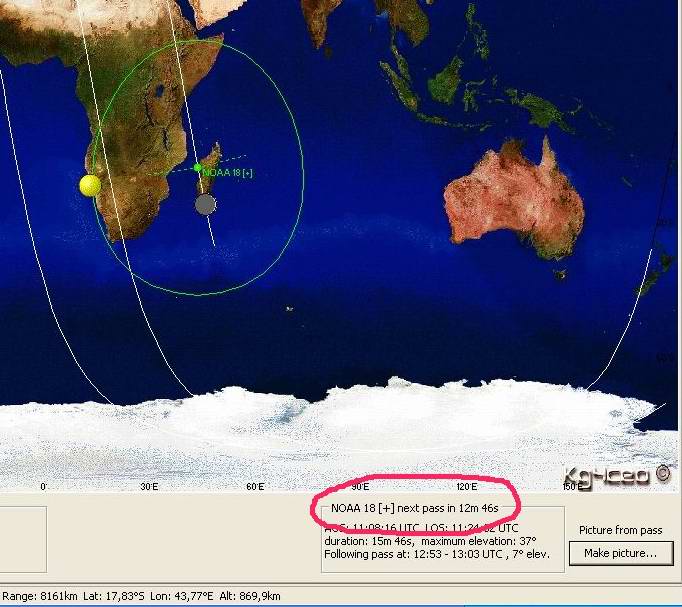 NOAA 18 [+]
0°
30°E
60°E
90°E
120°E
150°E
Kg4ceo ©
NOAA 18 [+] next pass in 12m 46s
AOS: 11:08:16 UTC LOS: 11:24:02 UTC
duration: 15m 46s, maximum elevation: 37°
Following pass at: 12:53 - 13:03 UTC , 7° elev.
Picture from pass
Make picture...
Range: 8161km Lat: 17,83°S Lon: 43,77°E Alt: 869,9km